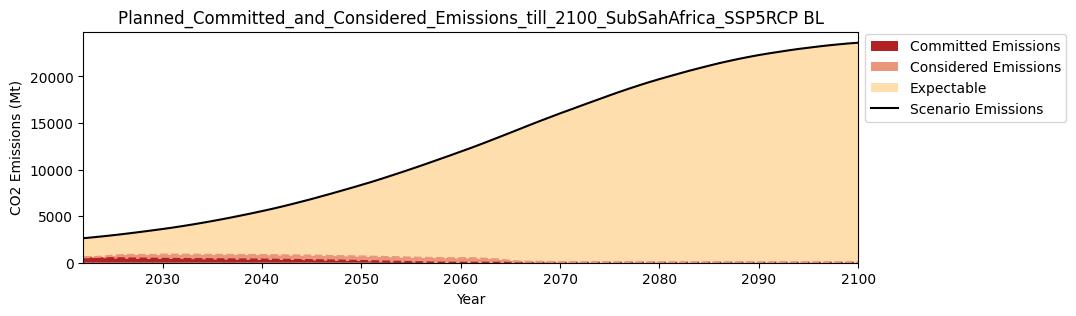 Planned_Committed_and_Considered_Emissions_till_2100_SubSahAfrica_SSP5RCP BL
Committed Emissions
Considered Emissions
Expectable
Scenario Emissions
CO2 Emissions (Mt)
20000
15000
10000
5000
0
2030 2040 2050 2060 2070 2080 2090 2100
Year